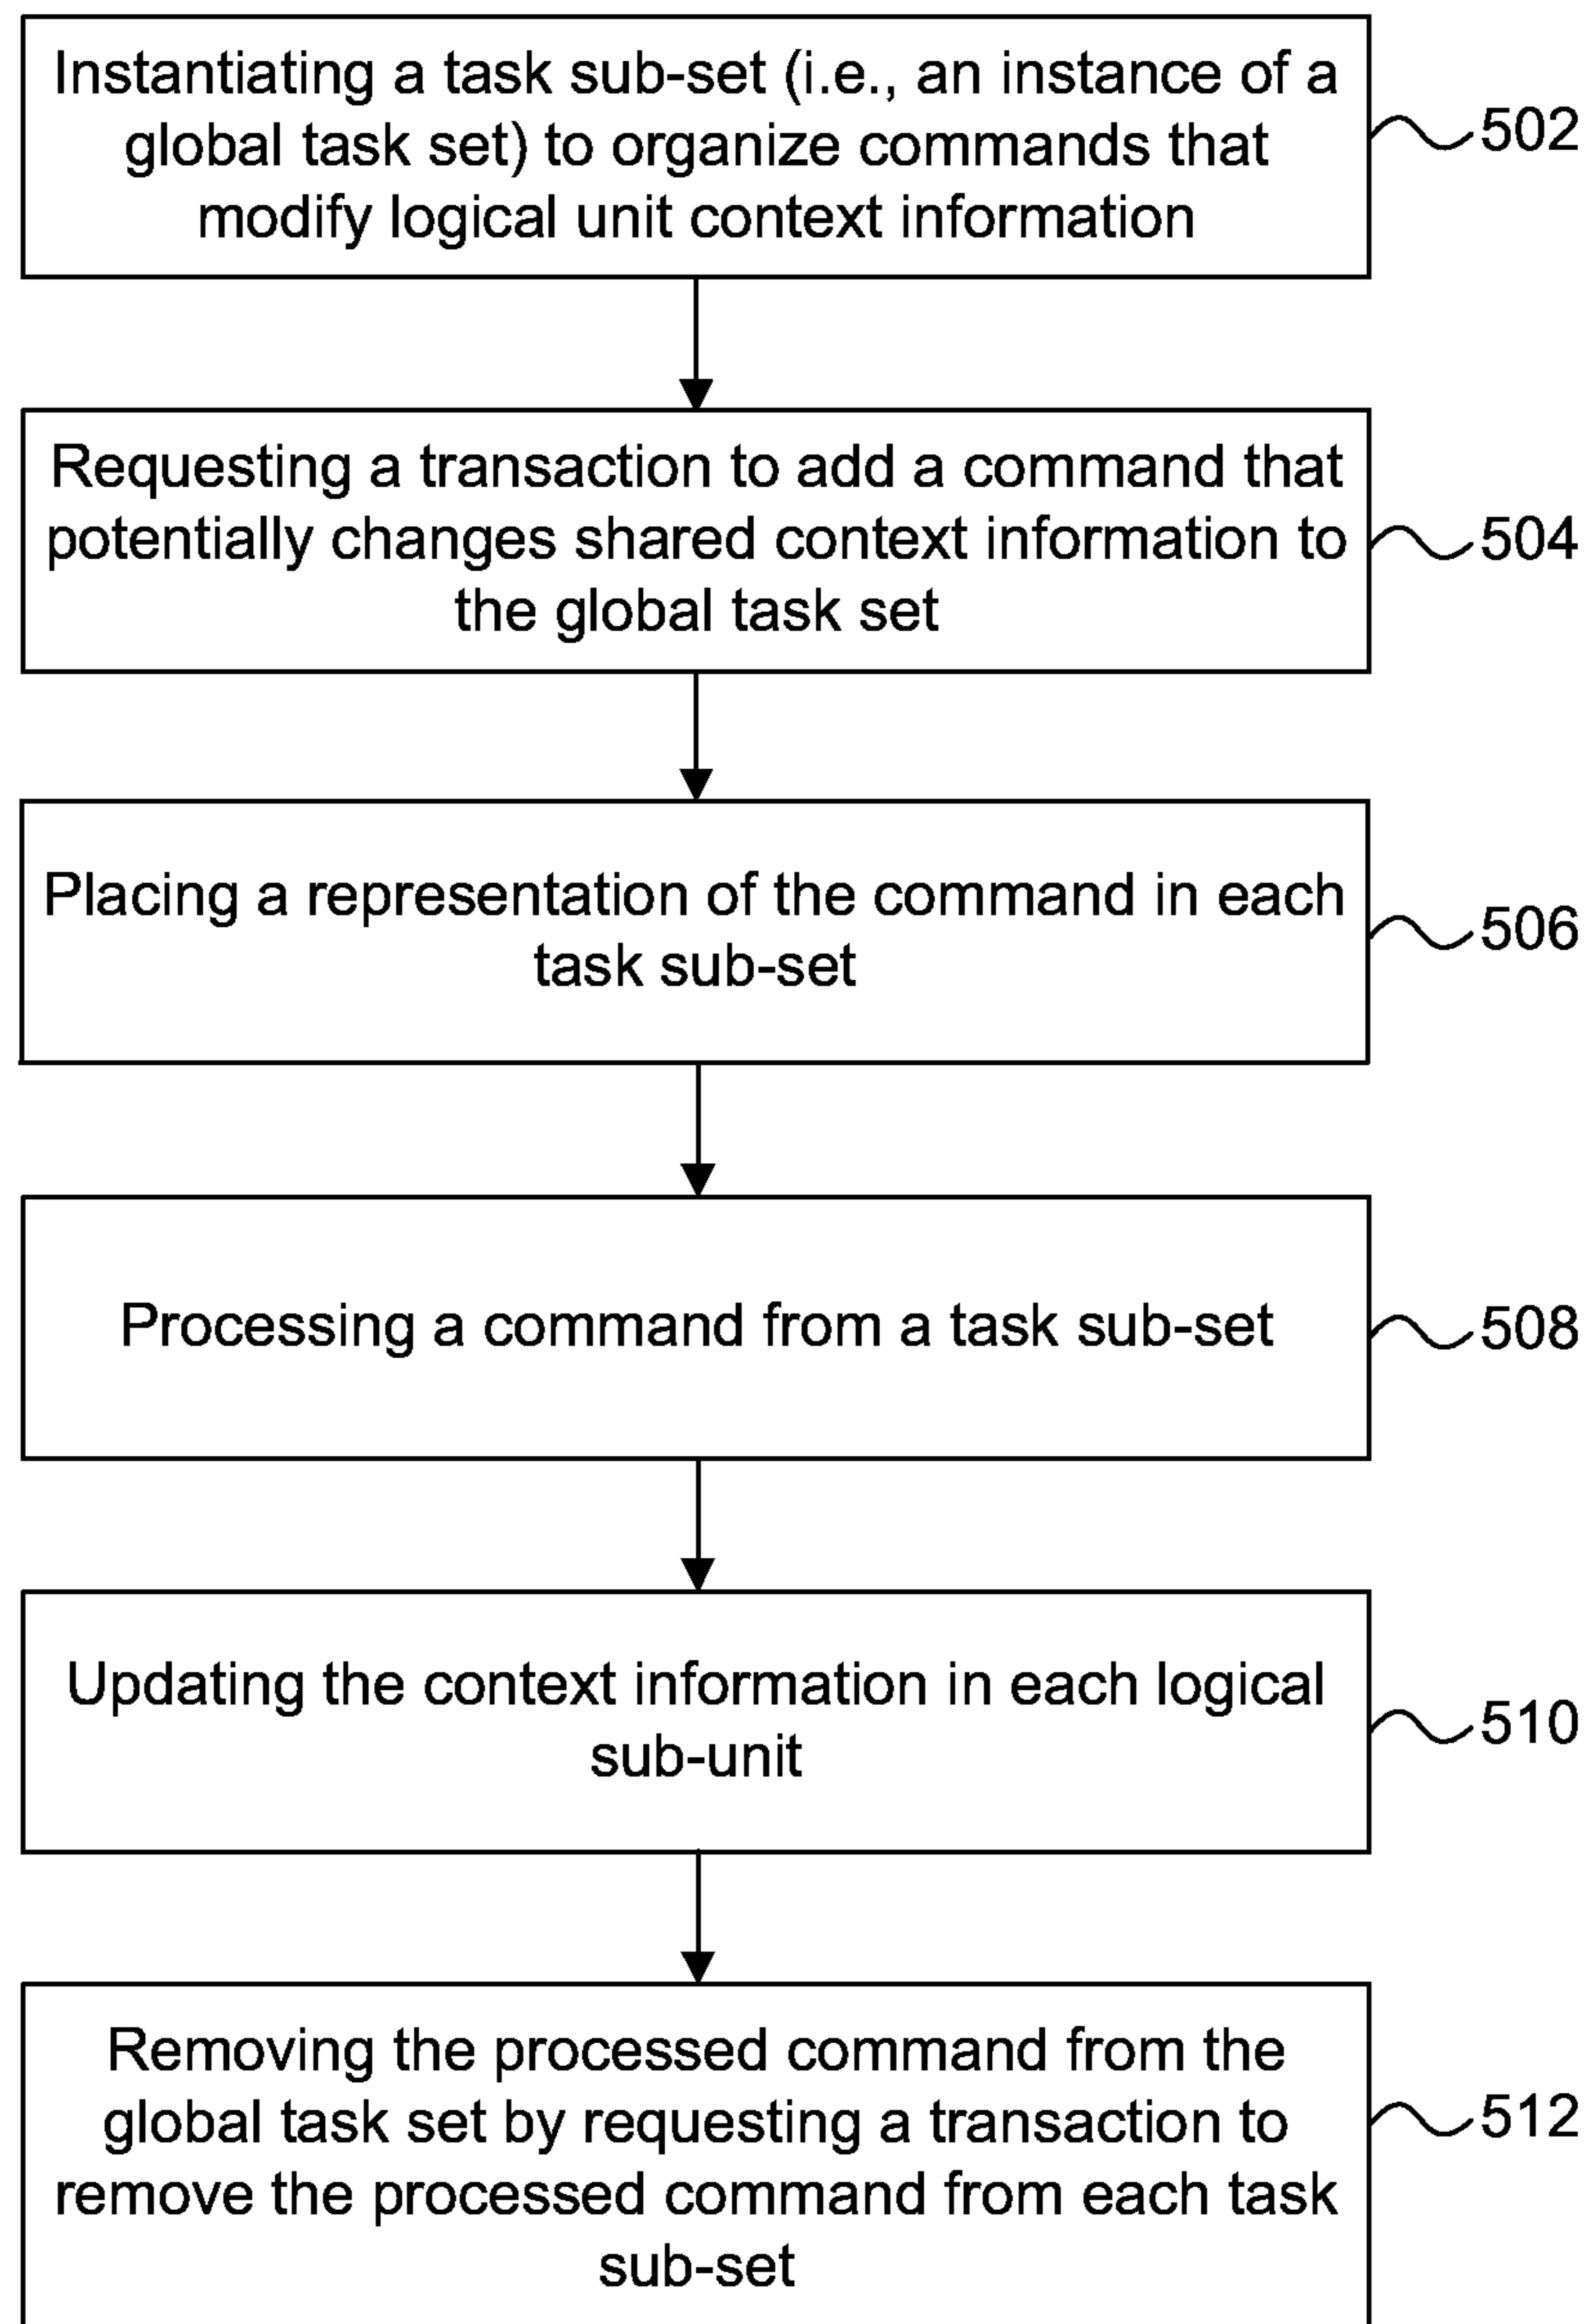 Instantiating a task sub-set (i.e., an instance of a
global task set) to organize commands that
modify logical unit context information
502
Requesting a transaction to add a command that
potentially changes shared context information to
the global task set
504
Placing a representation of the command in each
task sub-set
506
Processing a command from a task sub-set
508
Updating the context information in each logical
sub-unit
510
Removing the processed command from the
global task set by requesting a transaction to
remove the processed command from each task
sub-set
512